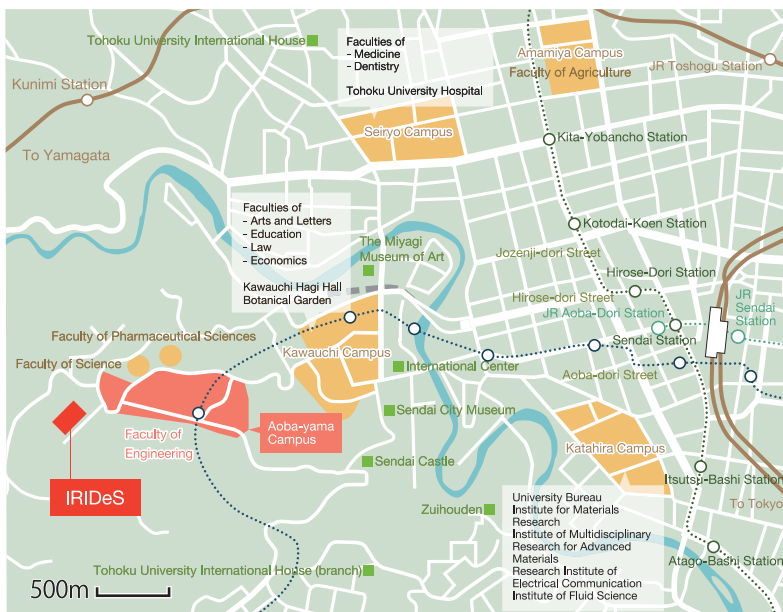 Tohoku University International House
Faculties of
- Medicine
- Dentistry
Tohoku University Hospital
Amamiya Campus
Faculty of Agriculture
JR Toshogu Station
Kunimi Station
Seiryo Campus
Kita-Yobancho Station
To Yamagata
Faculties of
- Arts and Letters
- Education
- Law
- Economics
Kawauchi Hagi Hall
Botanical Garden
The Miyagi
Museum of Art
Kotodai-Koen Station
Jozenji-dori Street
Hirose-Dori Station
Hirose-dori Street
JR Aoba-Dori Station
JR
Sendai
Station
Sendai Station
Faculty of Pharmaceutical Sciences
Faculty of Science
Kawauchi Campus
International Center
Aoba-dori Street
Sendai City Museum
Aoba-yama
Campus
Faculty of
Engineering
Katahira Campus
Sendai Castle
Itsutsu-Bashi Station
IRIDeS
Zuihouden
University Bureau
Institute for Materials
Research
Institute of Multidisciplinary
Research for Advanced
Materials
Research Institute of
Electrical Communication
Institute of Fluid Science
To Tokyo
Atago-Bashi Station
Tohoku University International House (branch)
500m